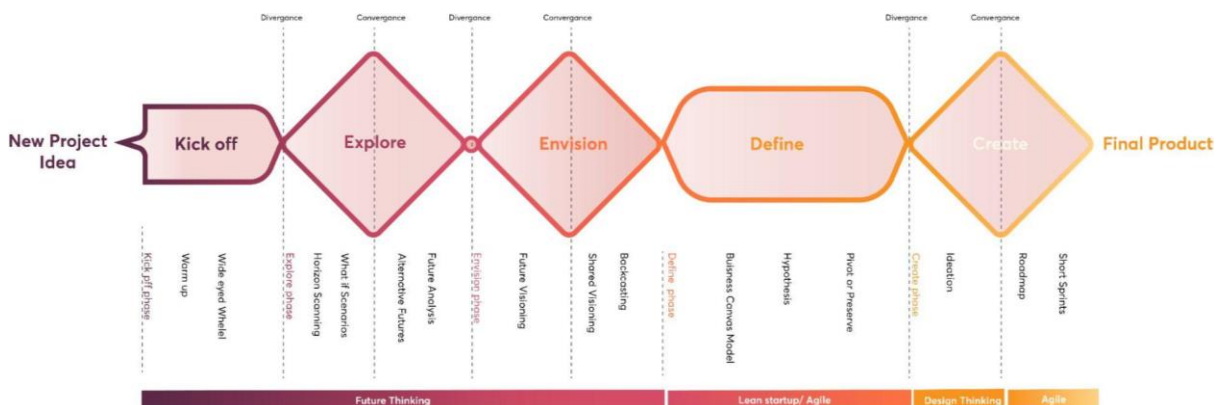 Divergance
Convergance
Divergance
Convergance
Divergance
Convergance
New Project
Idea
Kick off
Explore
Envision
Define
Create
Final Product
Kick pff phase
Warm up
Wide eyed Whelel
Explore phase
Horizon Scanning
What if Scenarios
Alternative Futures
Future Analysis
Envision phase
Future Visioning
Shared Visioning
Backcasting
Define phase
Buisness Canvas Model
Hypothesis
Pivot or Preserve
Create phase
Ideation
Roadmap
Short Sprints
Future Thinking
Lean startup/ Agile
Design Thinking
Agile